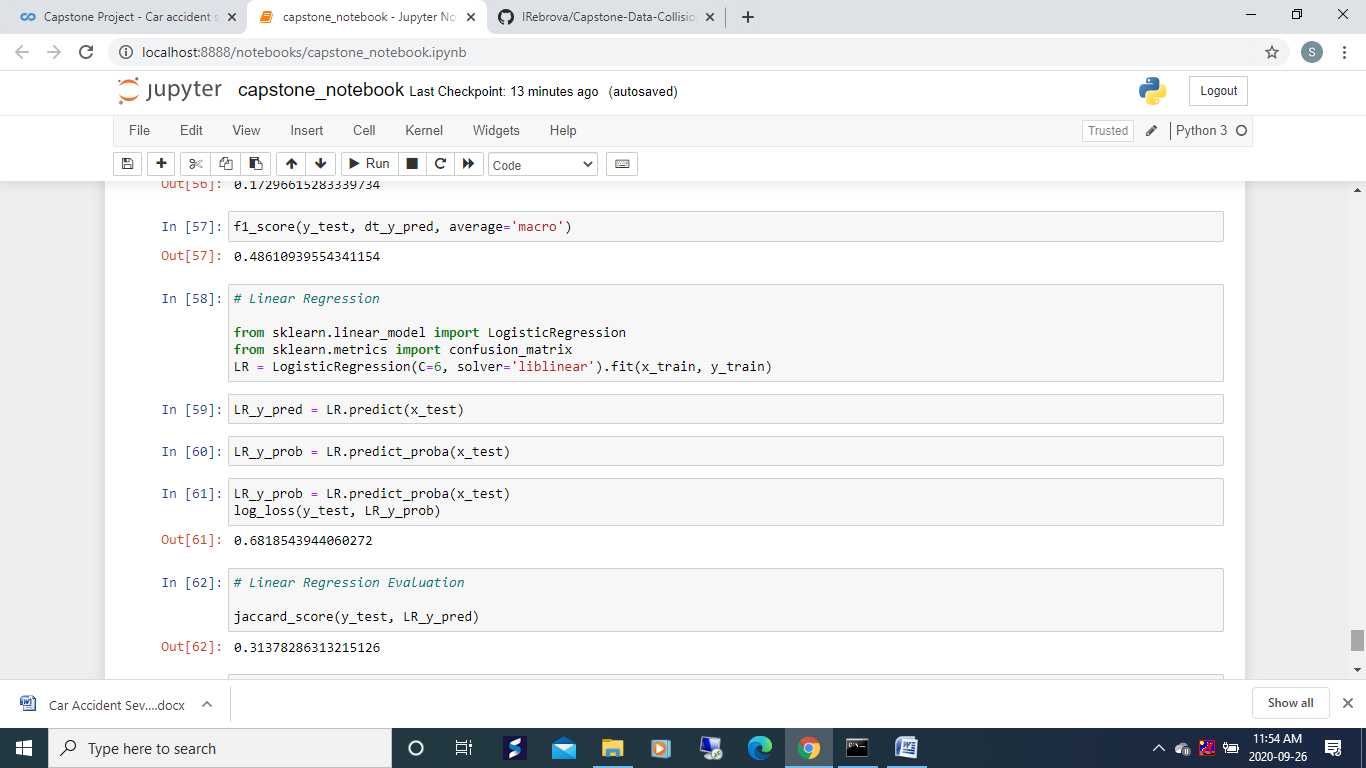 Capstone Project - Car accident s
capstone_notebook - Jupyter No
IRebrova/Capstone-Data-Collisio
localhost:8888/notebooks/capstone_notebook.ipynb
S
jupyter capstone_notebook Last Checkpoint: 13 minutes ago (autosaved)
Logout
File Edit View Insert Cell Kernel Widgets Help
Trusted
Python 3
Run
Code
Out[56]: 0.17296615283339734
In [57]: f1_score(y_test, dt_y_pred, average='macro')
Out[57]: 0.48610939554341154
In [58]: # Linear Regression
from sklearn.linear_model import LogisticRegression
from sklearn.metrics import confusion_matrix
LR = LogisticRegression(C=6, solver='liblinear').fit(x_train, y_train)
In [59]: LR_y_pred = LR.predict(x_test)
In [60]: LR_y_prob = LR.predict_proba(x_test)
In [61]: LR_y_prob = LR.predict_proba(x_test)
log_loss(y_test, LR_y_prob)
Out[61]: 0.6818543944060272
In [62]: # Linear Regression Evaluation
jaccard_score(y_test, LR_y_pred)
Out[62]: 0.31378286313215126
Car Accident Sev....docx
Show all
Type here to search
11:54 AM
2020-09-26